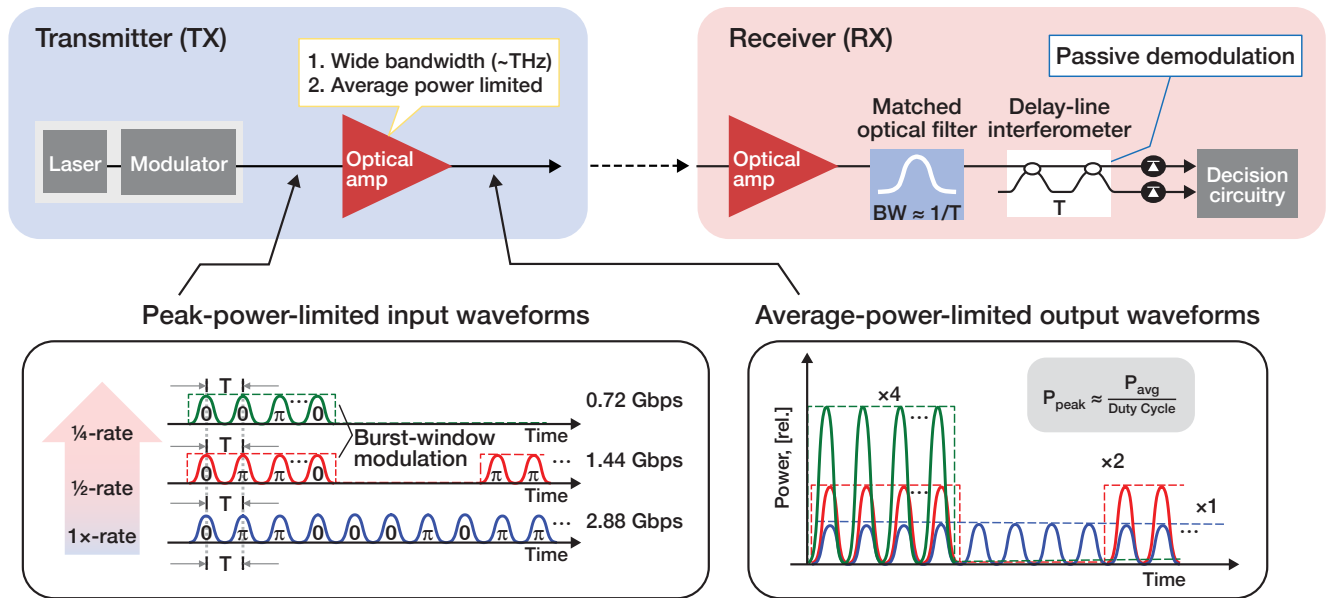 Transmitter (TX)
1. Wide bandwidth (~THz)
2. Average power limited
Laser
Modulator
Optical
amp
Receiver (RX)
Passive demodulation
Matched
optical filter
Delay-line
interferometer
Optical
amp
BW ≈ 1/T
T
Decision
circuitry
Peak-power-limited input waveforms
¼-rate
½-rate
1×-rate
T
0 0 π ... 0
0.72 Gbps
Time
Burst-window
modulation
T
0 π π ... 0
π π ...
1.44 Gbps
Time
T
0 π π 0 0 0 π 0 π π ...
2.88 Gbps
Time
T
Average-power-limited output waveforms
Power, [rel.]
×4
...
...
×2
×1
...
P_peak ≈ P_avg / Duty Cycle
Time